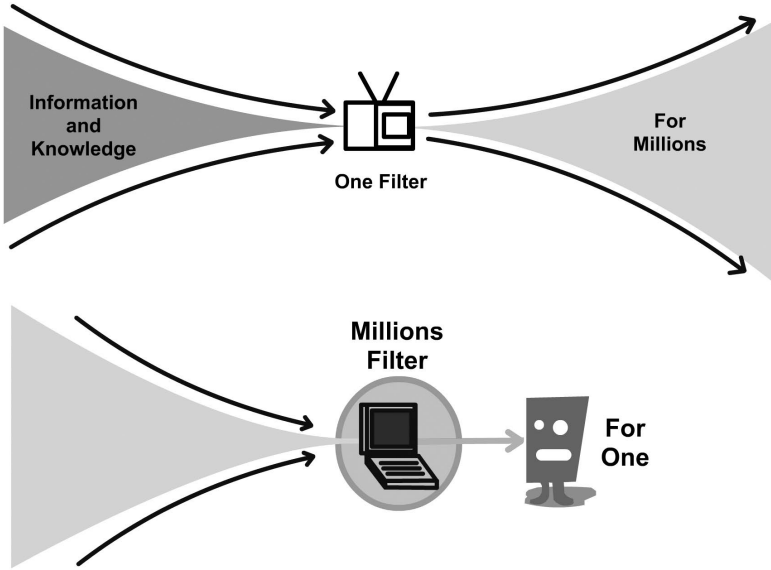 Information
and
Knowledge
One Filter
For
Millions
Millions
Filter
For
One